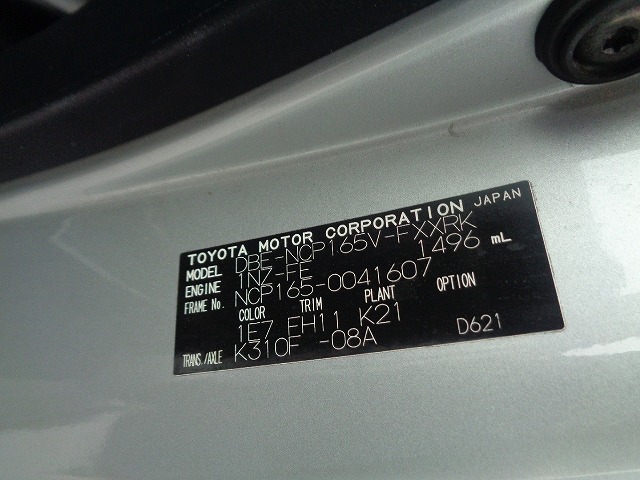 TOYOTA MOTOR CORPORATION JAPAN
MODEL DBE-NCP165V-FXXRK
ENGINE 1NZ-FE 1496 mL
FRAME No. NCP165-0041607
COLOR TRIM PLANT OPTION
1E7 FH11 K21
TRANS./AXLE K310F -08A D621